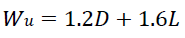 Wu = 1.2D + 1.6L